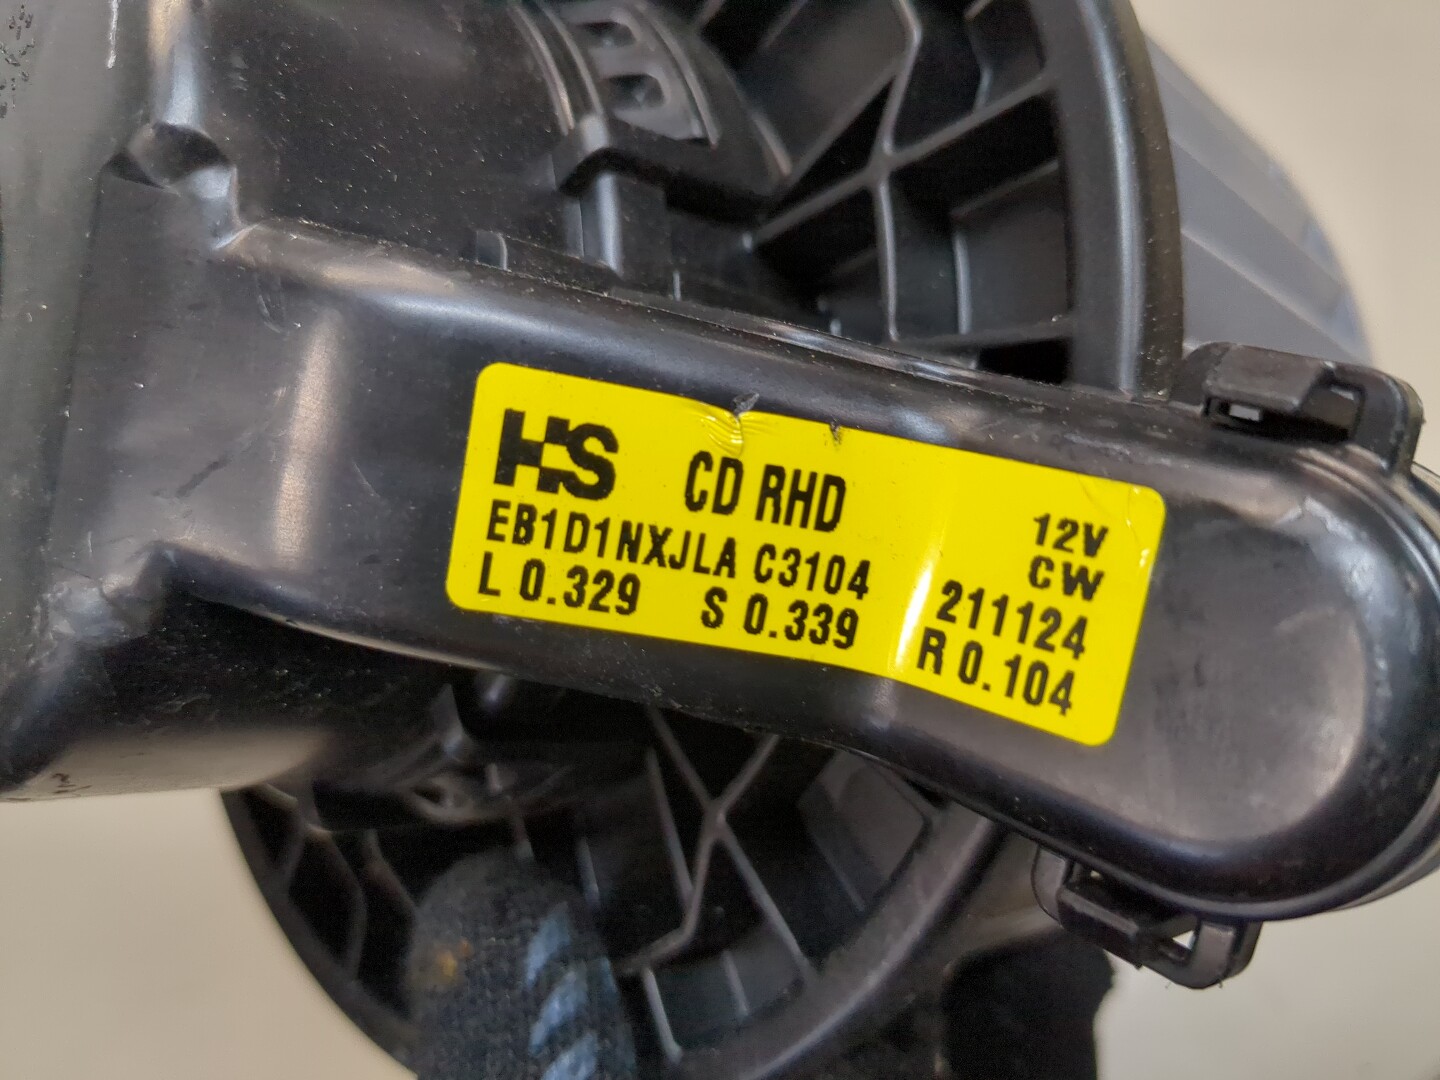 HS CD RHD 12V
CW
EB1D1NXJLA C3104 211124
L 0.329 S 0.339 R 0.104